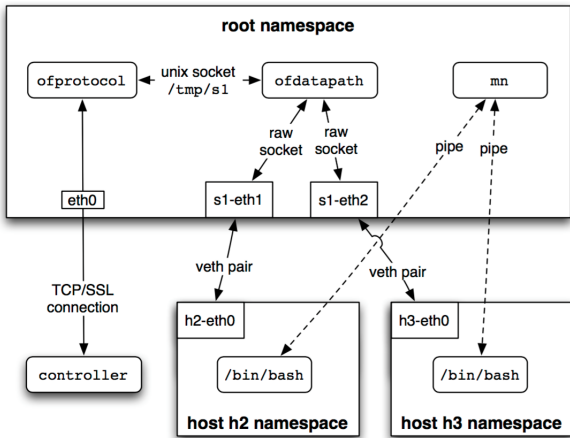 root namespace
ofprotocol
unix socket
/tmp/s1
ofdatapath
mn
raw
socket
raw
socket
pipe
pipe
eth0
s1-eth1
s1-eth2
TCP/SSL
connection
veth pair
veth pair
h2-eth0
h3-eth0
controller
/bin/bash
/bin/bash
host h2 namespace
host h3 namespace